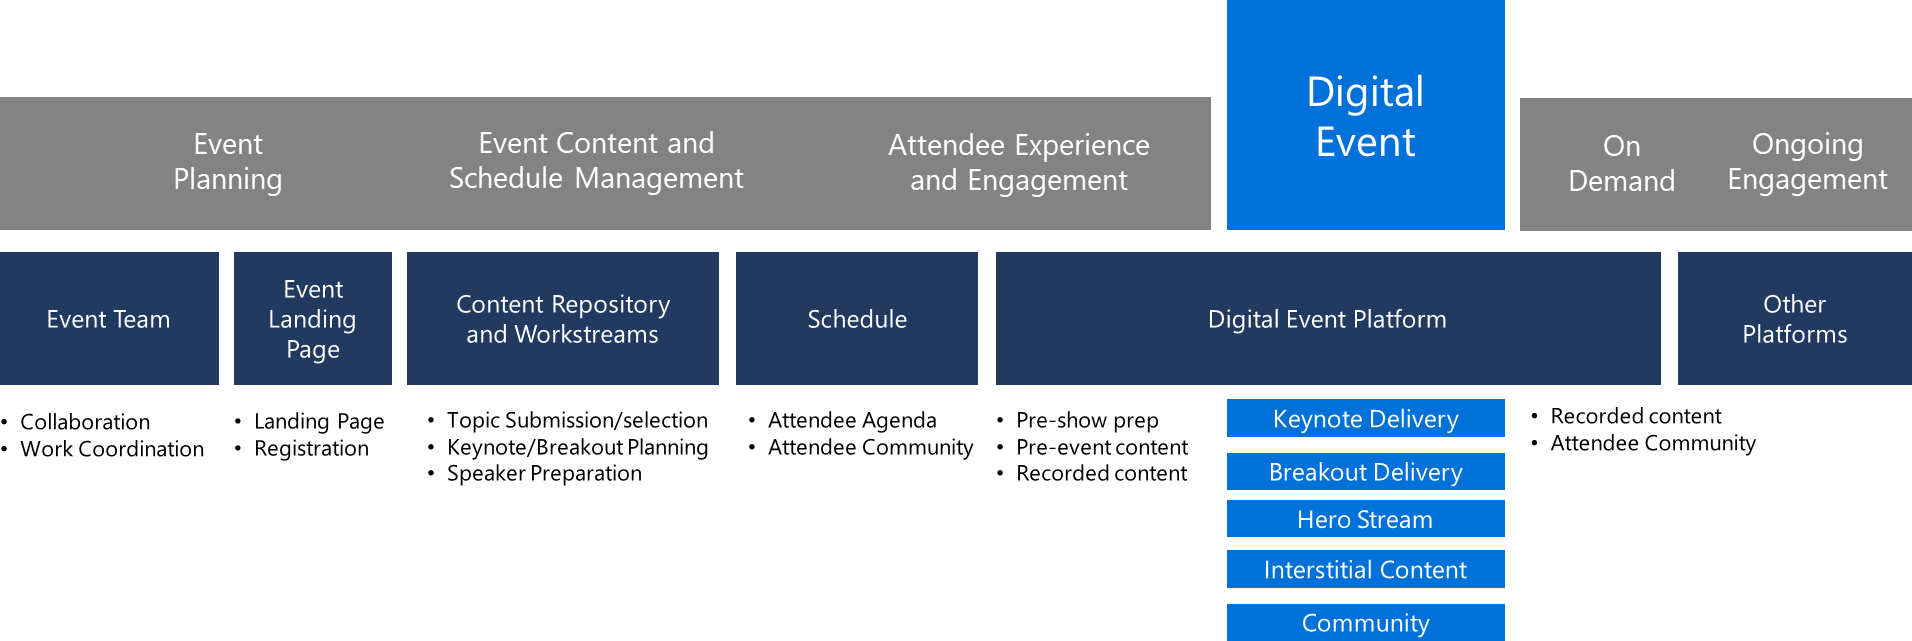 Event
Planning
Event Content and
Schedule Management
Attendee Experience
and Engagement
Digital
Event
On
Demand
Ongoing
Engagement
Event Team
Event
Landing
Page
Content Repository
and Workstreams
Schedule
Digital Event Platform
Other
Platforms
• Collaboration
• Work Coordination
• Landing Page
• Registration
• Topic Submission/selection
• Keynote/Breakout Planning
• Speaker Preparation
• Attendee Agenda
• Attendee Community
• Pre-show prep
• Pre-event content
• Recorded content
Keynote Delivery
Breakout Delivery
Hero Stream
Interstitial Content
Community
• Recorded content
• Attendee Community